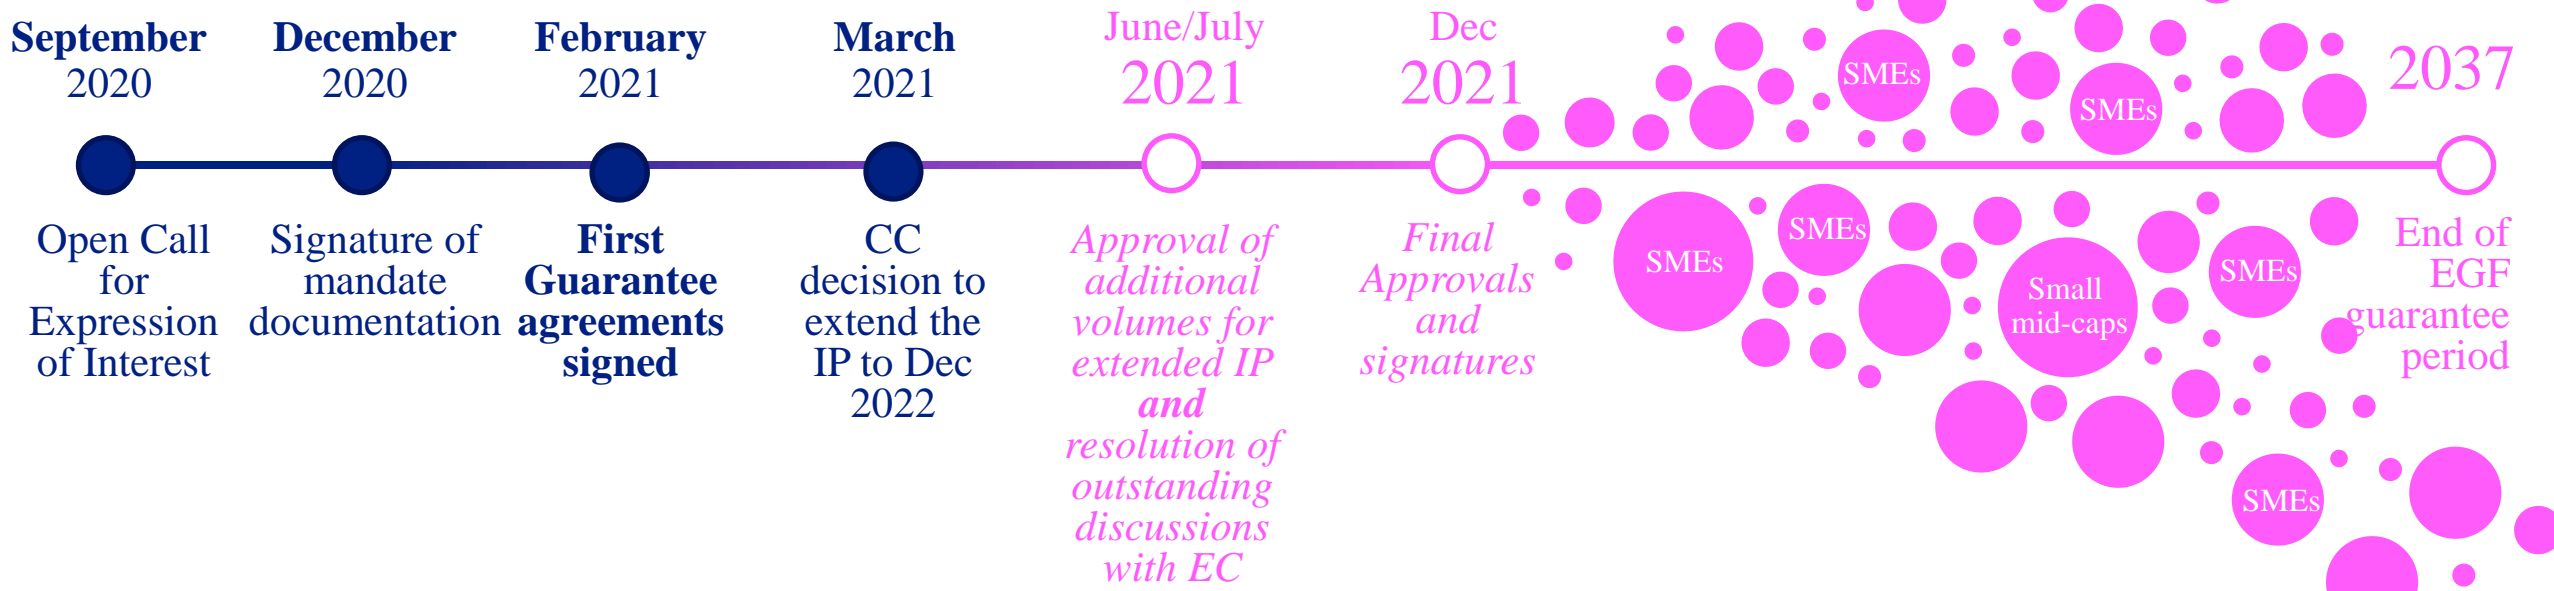 September
2020
Open Call
for
Expression
of Interest
December
2020
Signature of
mandate
documentation
February
2021
First
Guarantee
agreements
signed
March
2021
CC
decision to
extend the
IP to Dec
2022
June/July
2021
Approval of
additional
volumes for
extended IP
and
resolution of
outstanding
discussions
with EC
Dec
2021
Final
Approvals
and
signatures
SMEs
SMEs
SMEs
SMEs
Small
mid-caps
SMEs
SMEs
2037
End of
EGF
guarantee
period